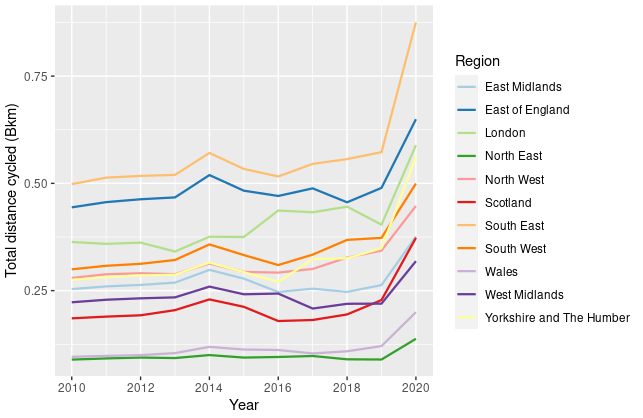 Total distance cycled (Bkm)
0.75
0.50
0.25
2010
2012
2014
2016
2018
2020
Year
Region
East Midlands
East of England
London
North East
North West
Scotland
South East
South West
Wales
West Midlands
Yorkshire and The Humber